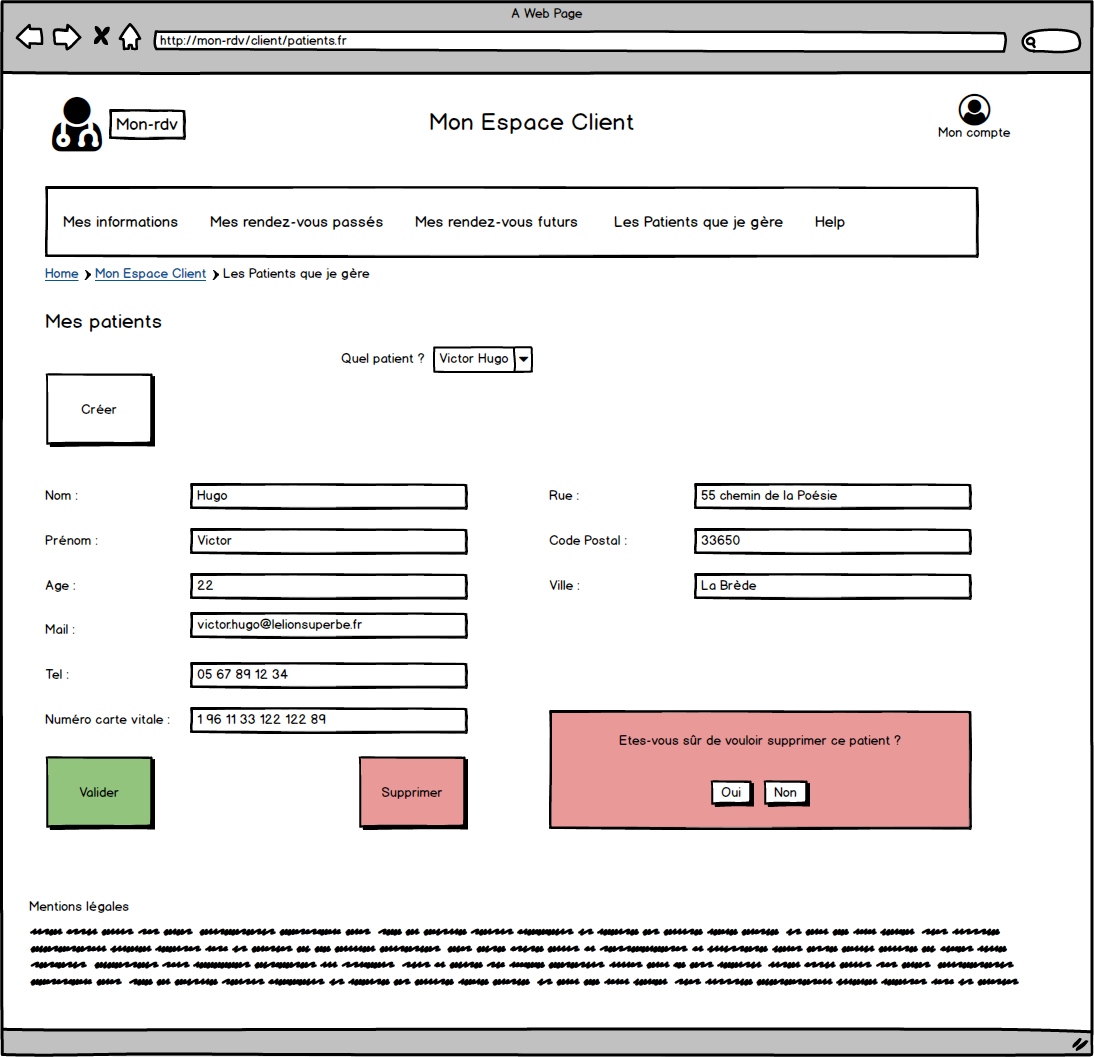 A Web Page
http://mon-rdv/client/patients.fr
Mon-rdv
Mon Espace Client
Mon compte
Mes informations Mes rendez-vous passés Mes rendez-vous futurs Les Patients que je gère Help
Home Mon Espace Client Les Patients que je gère
Mes patients
Quel patient ? Victor Hugo
Créer
Nom : Hugo
Rue : 55 chemin de la Poésie
Prénom : Victor
Code Postal : 33650
Age : 22
Ville : La Brède
Mail : victor.hugo@lelionsuperbe.fr
Tel : 05 67 89 12 34
Numéro carte vitale : 1 96 11 33 122 122 89
Etes-vous sûr de vouloir supprimer ce patient ?
Valider
Supprimer
Oui Non
Mentions légales